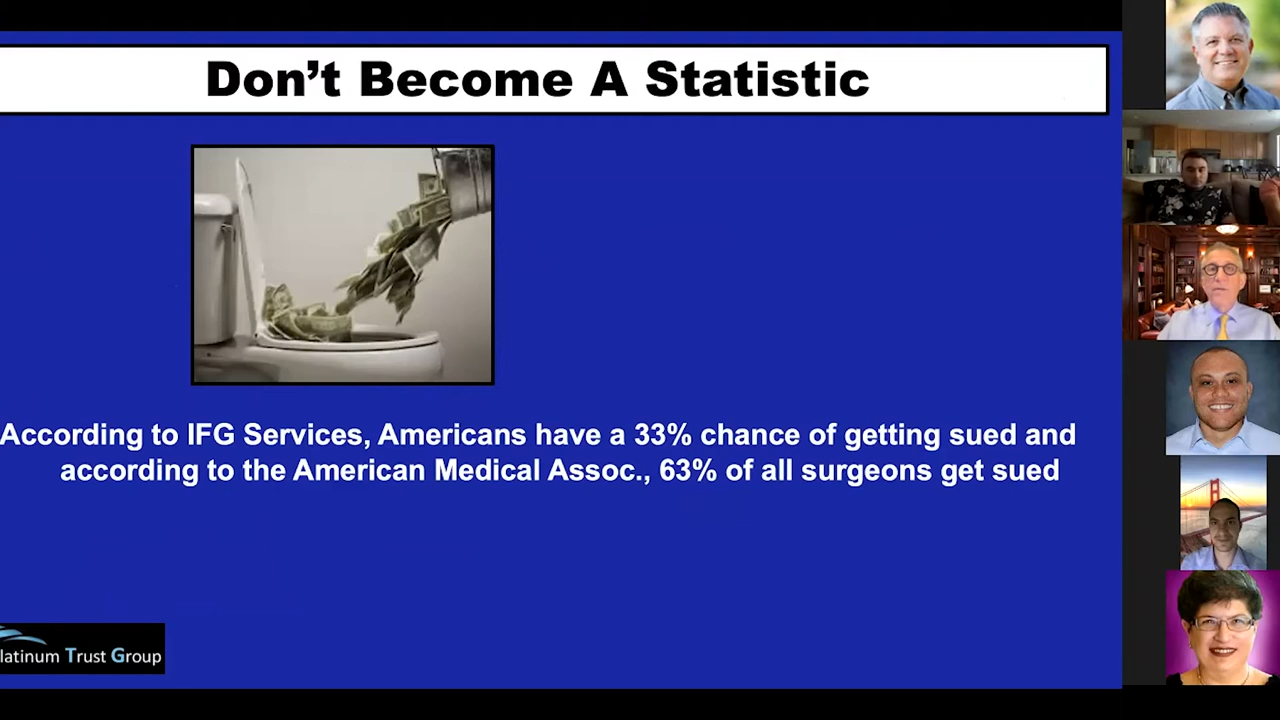 Don't Become A Statistic
According to IFG Services, Americans have a 33% chance of getting sued and
according to the American Medical Assoc., 63% of all surgeons get sued
latinum Trust Group